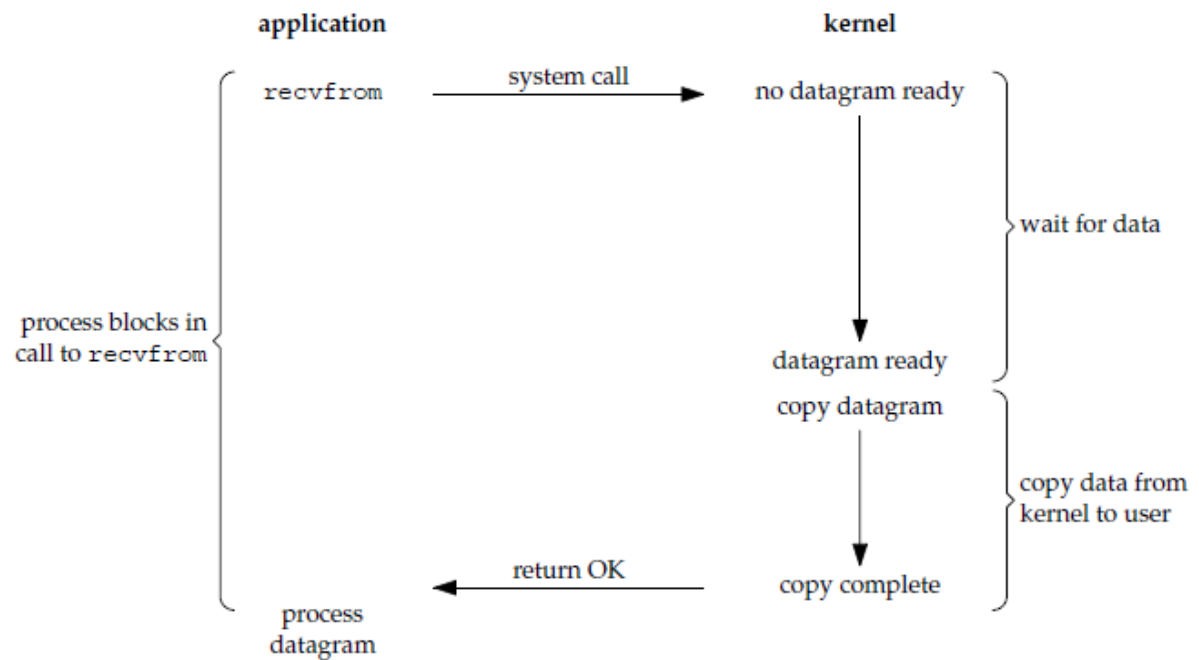 application
kernel
recvfrom
system call
no datagram ready
wait for data
process blocks in
call to recvfrom
datagram ready
copy datagram
copy data from
kernel to user
return OK
copy complete
process
datagram